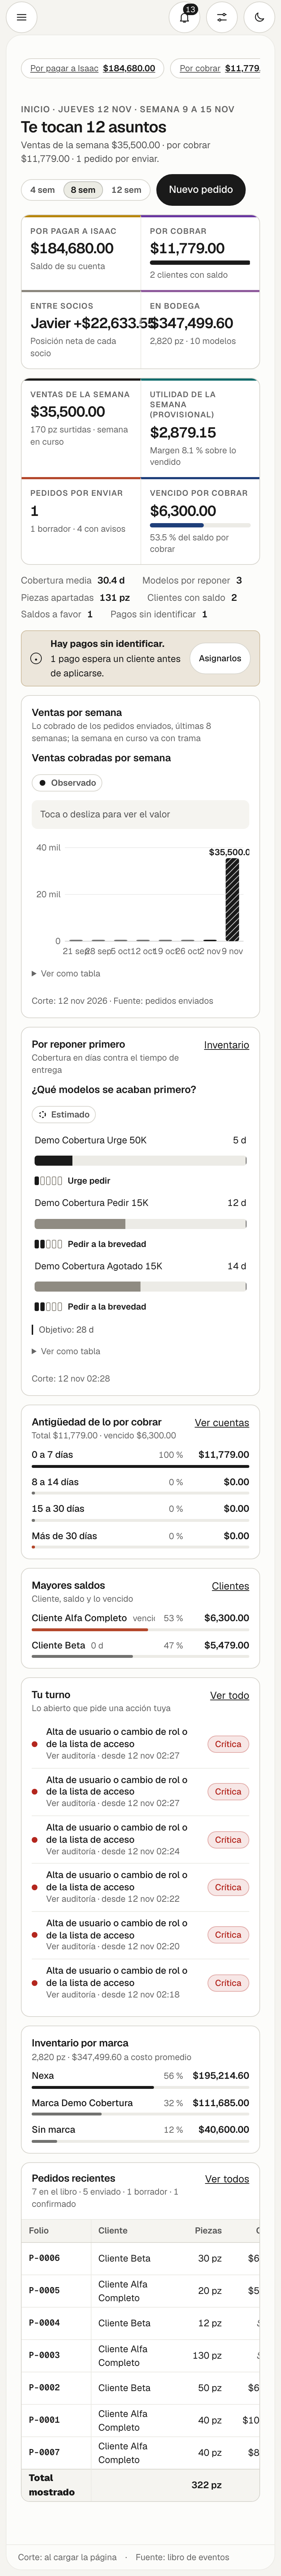 13
Por pagar a Isaac $184,680.00 Por cobrar $11,779.
INICIO · JUEVES 12 NOV · SEMANA 9 A 15 NOV
Te tocan 12 asuntos
Ventas de la semana $35,500.00 · por cobrar
$11,779.00 · 1 pedido por enviar.
4 sem 8 sem 12 sem Nuevo pedido
POR PAGAR A ISAAC
$184,680.00
Saldo de su cuenta
POR COBRAR
$11,779.00
2 clientes con saldo
ENTRE SOCIOS
Javier +$22,633.55
Posición neta de cada
socio
EN BODEGA
$347,499.60
2,820 pz · 10 modelos
VENTAS DE LA SEMANA
$35,500.00
170 pz surtidas · semana
en curso
UTILIDAD DE LA
SEMANA
(PROVISIONAL)
$2,879.15
Margen 8.1 % sobre lo
vendido
PEDIDOS POR ENVIAR
1
1 borrador · 4 con avisos
VENCIDO POR COBRAR
$6,300.00
53.5 % del saldo por
cobrar
Cobertura media 30.4 d Modelos por reponer 3
Piezas apartadas 131 pz Clientes con saldo 2
Saldos a favor 1 Pagos sin identificar 1
Hay pagos sin identificar.
1 pago espera un cliente antes
de aplicarse.
Asignarlos
Ventas por semana
Lo cobrado de los pedidos enviados, últimas 8
semanas; la semana en curso va con trama
Ventas cobradas por semana
Observado
Toca o desliza para ver el valor
40 mil
$35,500.0
20 mil
0
21 sep 28 sep 5 oct 12 oct 19 oct 26 oct 2 nov 9 nov
Ver como tabla
Corte: 12 nov 2026 · Fuente: pedidos enviados
Por reponer primero Inventario
Cobertura en días contra el tiempo de
entrega
¿Qué modelos se acaban primero?
Estimado
Demo Cobertura Urge 50K 5 d
Urge pedir
Demo Cobertura Pedir 15K 12 d
Pedir a la brevedad
Demo Cobertura Agotado 15K 14 d
Pedir a la brevedad
Objetivo: 28 d
Ver como tabla
Corte: 12 nov 02:28
Antigüedad de lo por cobrar Ver cuentas
Total $11,779.00 · vencido $6,300.00
0 a 7 días 100 % $11,779.00
8 a 14 días 0 % $0.00
15 a 30 días 0 % $0.00
Más de 30 días 0 % $0.00
Mayores saldos Clientes
Cliente, saldo y lo vencido
Cliente Alfa Completo venci 53 % $6,300.00
Cliente Beta 0 d 47 % $5,479.00
Tu turno Ver todo
Lo abierto que pide una acción tuya
Alta de usuario o cambio de rol o
de la lista de acceso
Ver auditoría · desde 12 nov 02:27
Crítica
Alta de usuario o cambio de rol o
de la lista de acceso
Ver auditoría · desde 12 nov 02:27
Crítica
Alta de usuario o cambio de rol o
de la lista de acceso
Ver auditoría · desde 12 nov 02:24
Crítica
Alta de usuario o cambio de rol o
de la lista de acceso
Ver auditoría · desde 12 nov 02:22
Crítica
Alta de usuario o cambio de rol o
de la lista de acceso
Ver auditoría · desde 12 nov 02:20
Crítica
Alta de usuario o cambio de rol o
de la lista de acceso
Ver auditoría · desde 12 nov 02:18
Crítica
Inventario por marca
2,820 pz · $347,499.60 a costo promedio
Nexa 56 % $195,214.60
Marca Demo Cobertura 32 % $111,685.00
Sin marca 12 % $40,600.00
Pedidos recientes Ver todos
7 en el libro · 5 enviado · 1 borrador · 1
confirmado
Folio Cliente Piezas
P-0006 Cliente Beta 30 pz $6
P-0005 Cliente Alfa
Completo 20 pz $5
P-0004 Cliente Beta 12 pz
P-0003 Cliente Alfa
Completo 130 pz
P-0002 Cliente Beta 50 pz $6
P-0001 Cliente Alfa
Completo 40 pz $10
P-0007 Cliente Alfa
Completo 40 pz $8
Total
mostrado 322 pz
Corte: al cargar la página · Fuente: libro de eventos